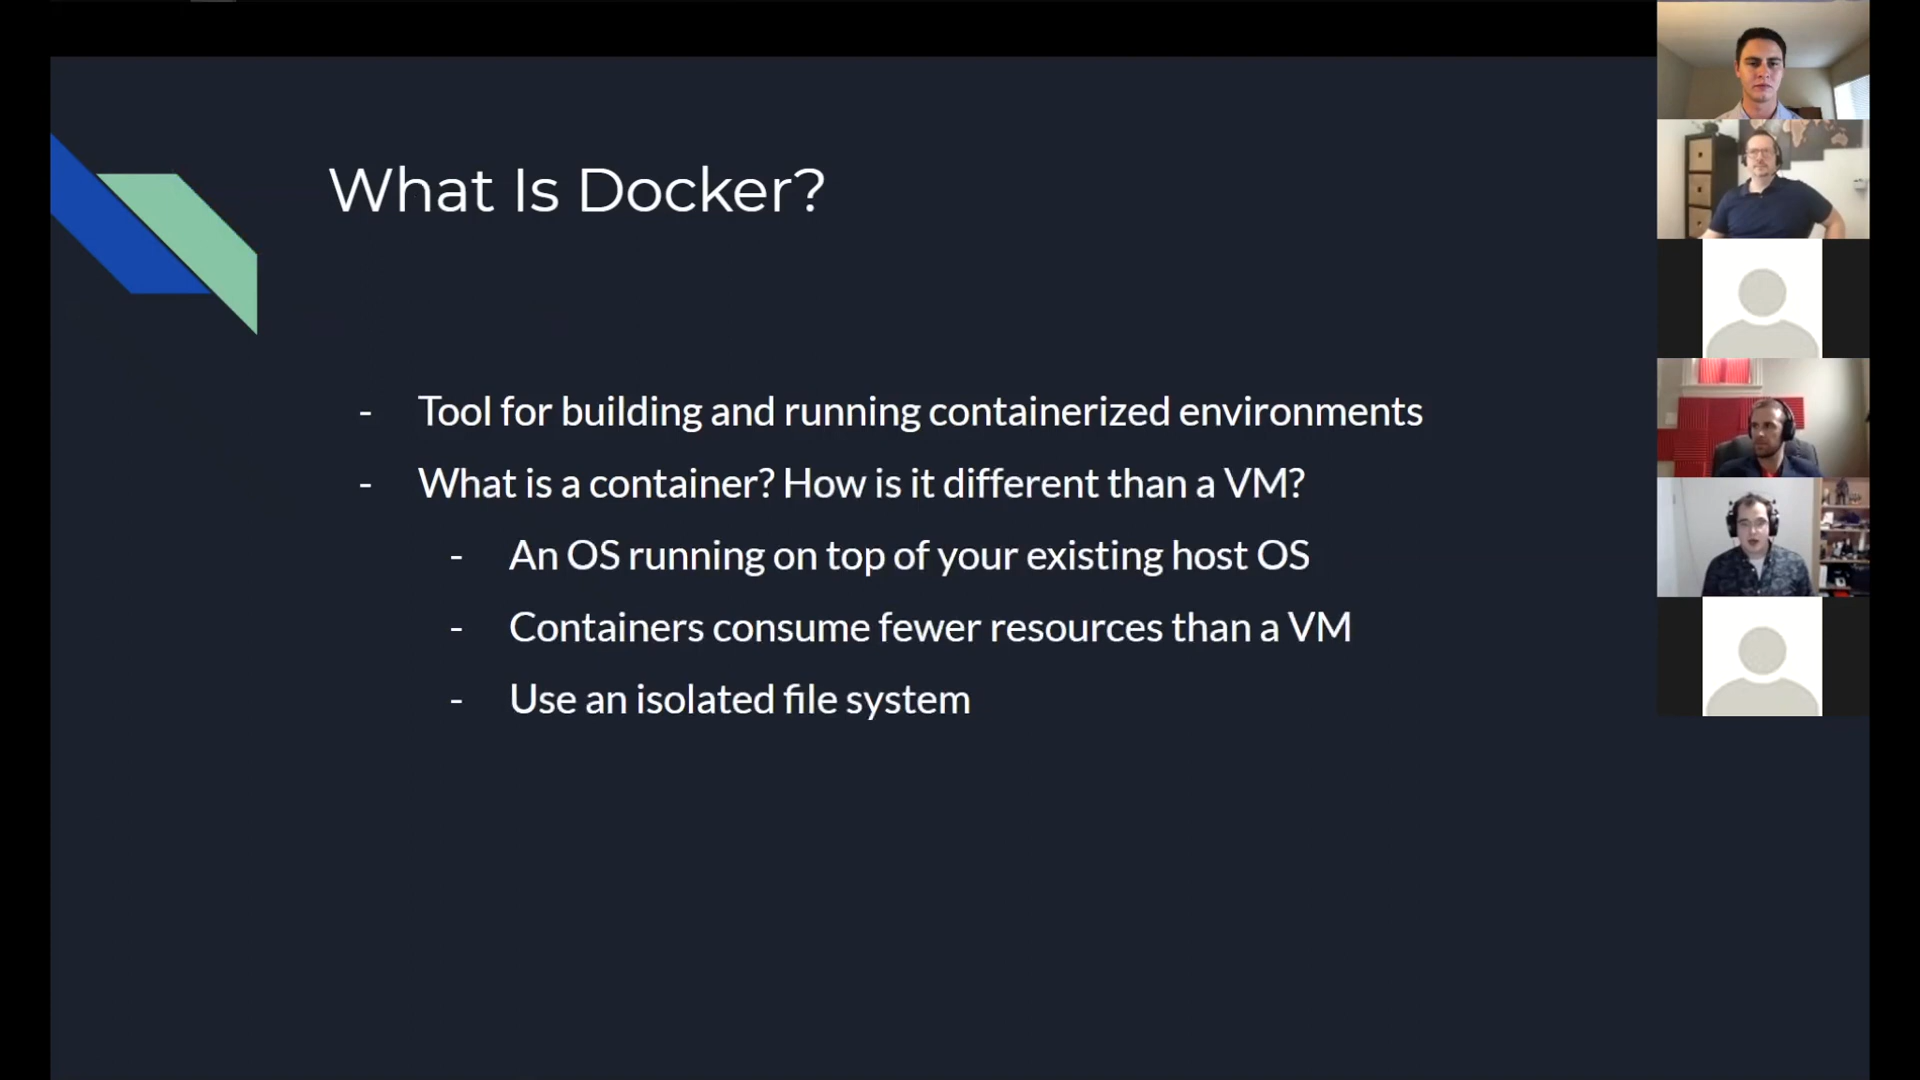 What Is Docker?
- Tool for building and running containerized environments
- What is a container? How is it different than a VM?
- An OS running on top of your existing host OS
- Containers consume fewer resources than a VM
- Use an isolated file system